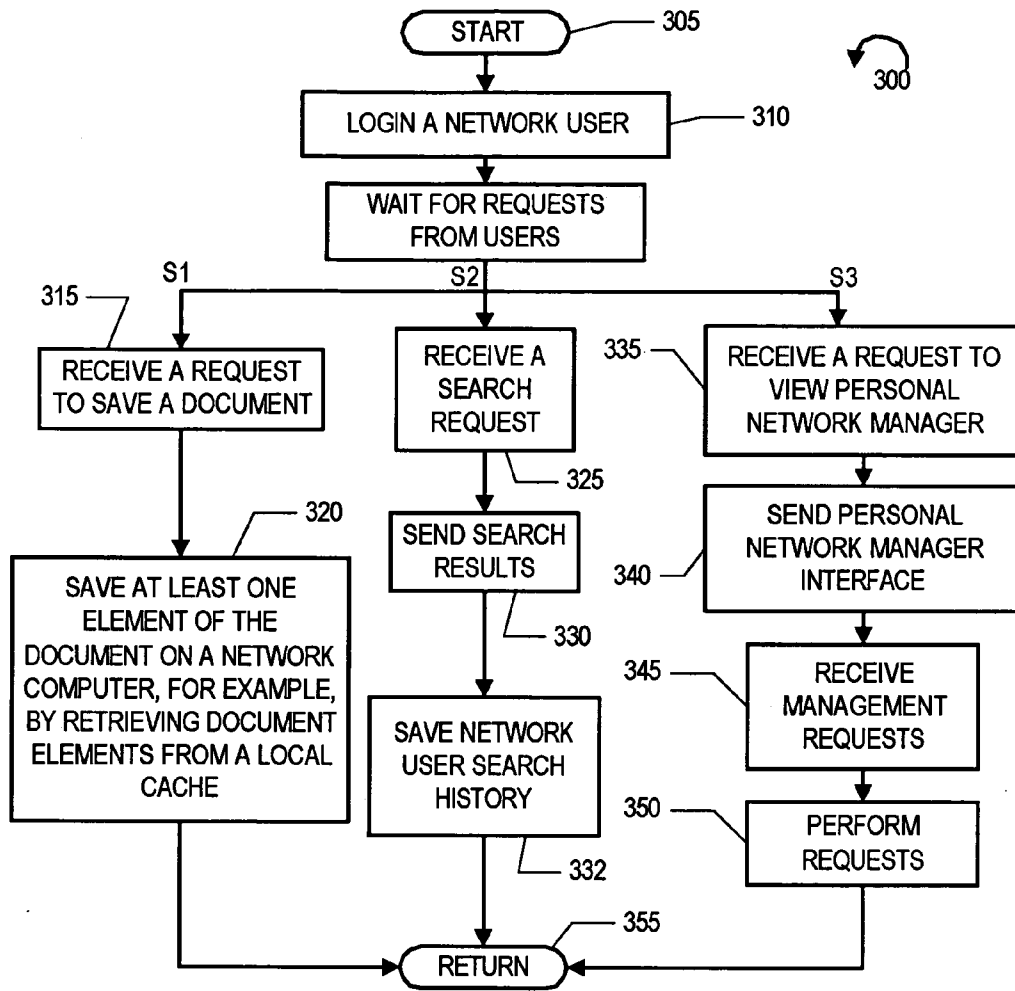 START
305
300
LOGIN A NETWORK USER
310
WAIT FOR REQUESTS
FROM USERS
S1
S2
S3
315
RECEIVE A REQUEST
TO SAVE A DOCUMENT
320
SAVE AT LEAST ONE
ELEMENT OF THE
DOCUMENT ON A NETWORK
COMPUTER, FOR EXAMPLE,
BY RETRIEVING DOCUMENT
ELEMENTS FROM A LOCAL
CACHE
RECEIVE A
SEARCH
REQUEST
325
SEND SEARCH
RESULTS
330
SAVE NETWORK
USER SEARCH
HISTORY
332
335
RECEIVE A REQUEST TO
VIEW PERSONAL
NETWORK MANAGER
340
SEND PERSONAL
NETWORK MANAGER
INTERFACE
345
RECEIVE
MANAGEMENT
REQUESTS
350
PERFORM
REQUESTS
355
RETURN